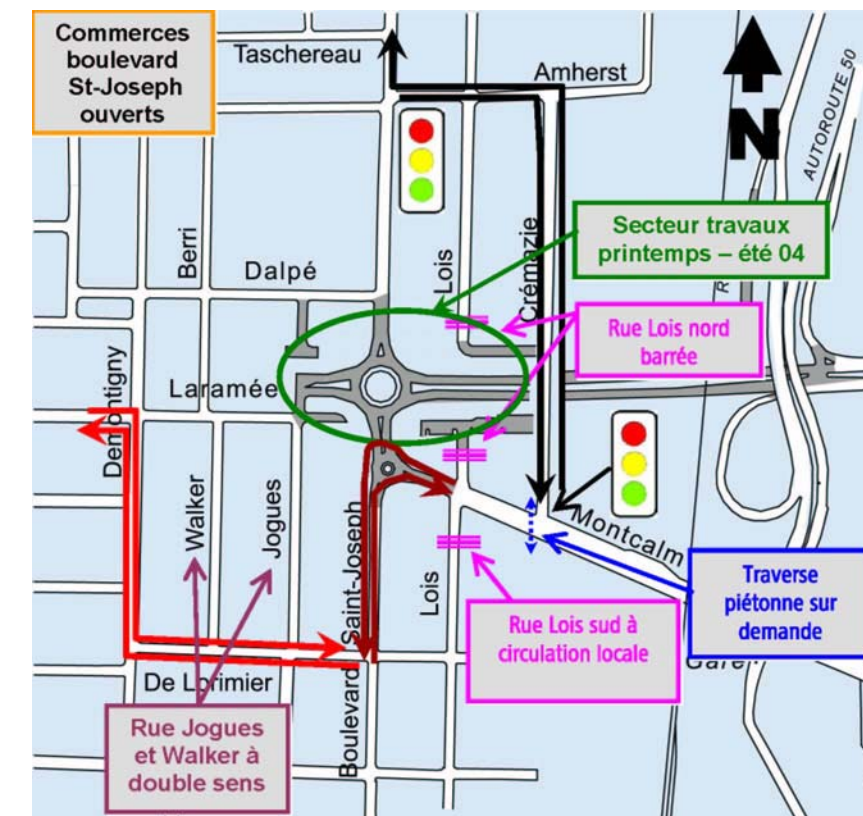 Commerces
boulevard
St-Joseph
ouverts
Taschereau
Amherst
N
AUTOROUTE 50
Secteur travaux
printemps – été 04
Berri
Dalpé
Lois
Crémazie
R
Rue Lois nord
barrée
Laramée
Demontigny
Walker
Jogues
Boulevard Saint-Joseph
Lois
Montcalm
Traverse
piétonne sur
demande
Rue Lois sud à
circulation locale
Gare
De Lorimier
Rue Jogues
et Walker à
double sens